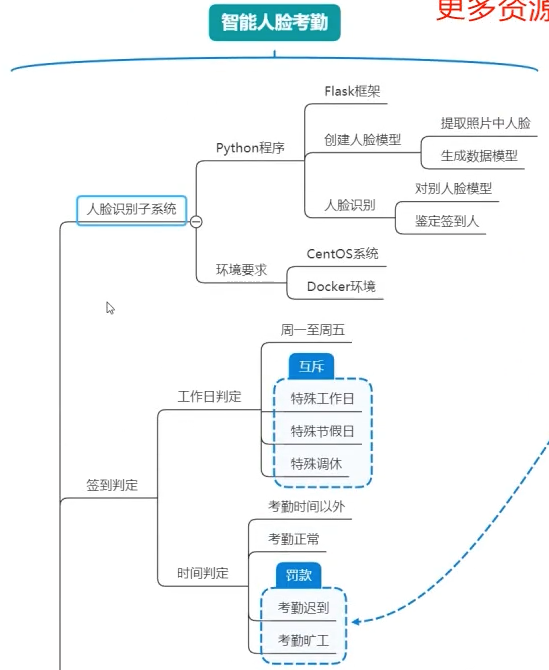 更多资源
智能人脸考勤
Flask框架
提取照片中人脸
创建人脸模型
Python程序
生成数据模型
对别人脸模型
人脸识别
人脸识别子系统
鉴定签到人
CentOS系统
环境要求
Docker环境
周一至周五
互斥
工作日判定
特殊工作日
特殊节假日
特殊调休
签到判定
考勤时间以外
考勤正常
时间判定
罚款
考勤迟到
考勤旷工